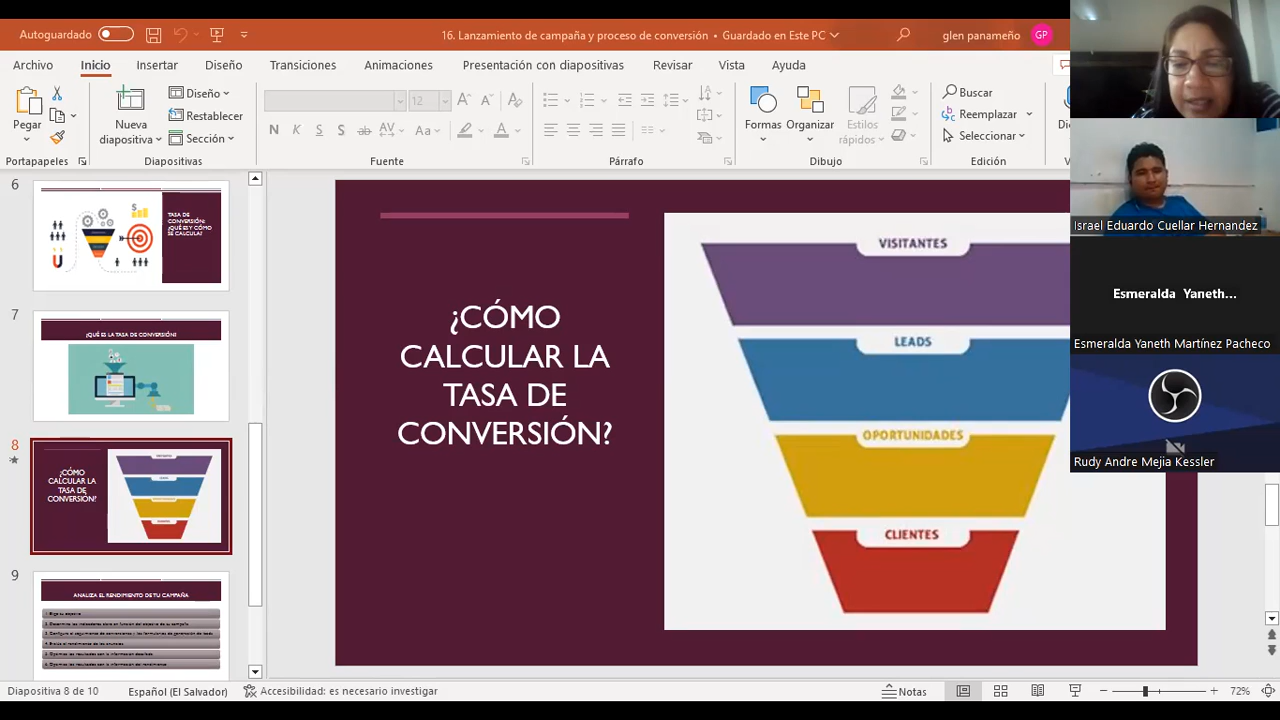 Autoguardado
16. Lanzamiento de campaña y proceso de conversión • Guardado en Este PC
glen panameño
GP
Archivo Inicio Insertar Diseño Transiciones Animaciones Presentación con diapositivas Revisar Vista Ayuda
Pegar
Nueva diapositiva
Diseño
Restablecer
Sección
12
N K S S ab AV Aa A
Formas
Organizar
Estilos rápidos
Buscar
Reemplazar
Seleccionar
Portapapeles
Diapositivas
Fuente
Párrafo
Dibujo
Edición
6
TASA DE
CONVERSIÓN:
¿QUÉ ES Y CÓMO
SE CALCULA?
7
¿QUÉ ES LA TASA DE CONVERSIÓN?
8
¿CÓMO
CALCULAR LA
TASA DE
CONVERSIÓN?
9
ANALIZA EL RENDIMIENTO DE TU CAMPAÑA
¿CÓMO
CALCULAR LA
TASA DE
CONVERSIÓN?
VISITANTES
LEADS
OPORTUNIDADES
CLIENTES
Israel Eduardo Cuellar Hernandez
Esmeralda Yaneth...
Esmeralda Yaneth Martínez Pacheco
Rudy Andre Mejia Kessler
Diapositiva 8 de 10
Español (El Salvador)
Accesibilidad: es necesario investigar
Notas
72%